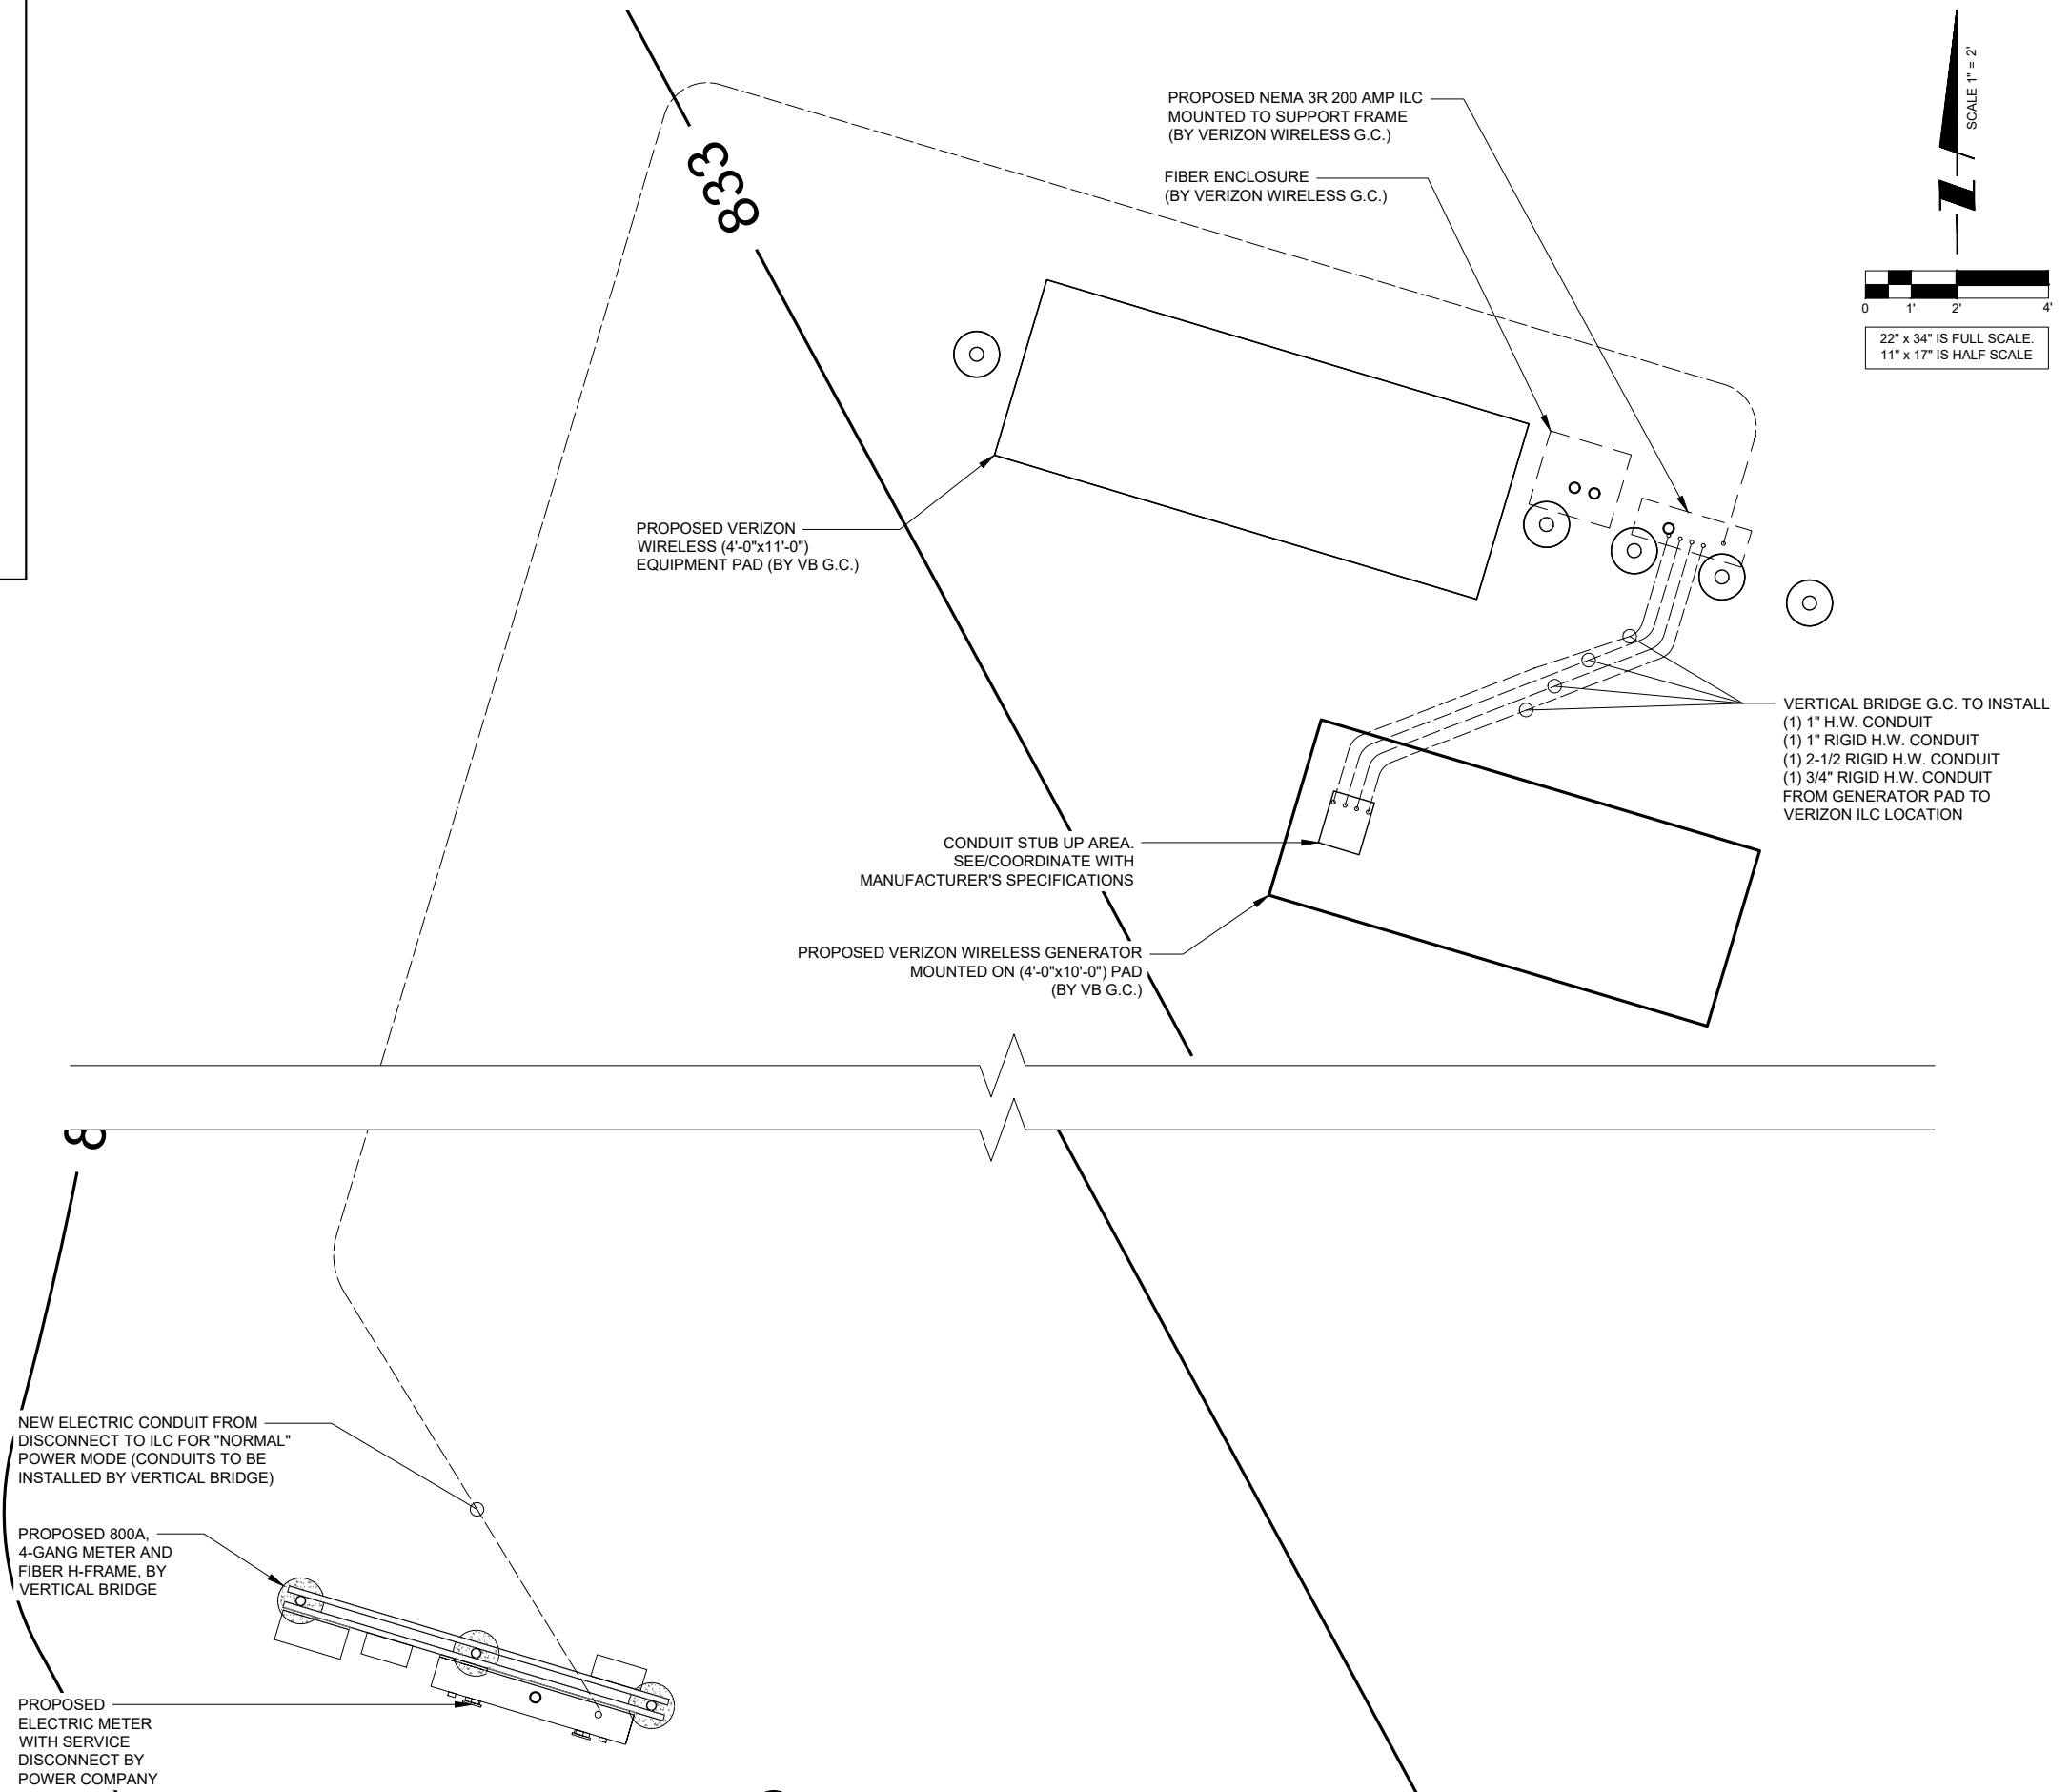 PROPOSED NEMA 3R 200 AMP ILC
MOUNTED TO SUPPORT FRAME
(BY VERIZON WIRELESS G.C.)
FIBER ENCLOSURE
(BY VERIZON WIRELESS G.C.)
SCALE 1" = 2'
N
0 1' 2' 4'
22" x 34" IS FULL SCALE.
11" x 17" IS HALF SCALE
833
PROPOSED VERIZON
WIRELESS (4'-0"x11'-0")
EQUIPMENT PAD (BY VB G.C.)
VERTICAL BRIDGE G.C. TO INSTALL
(1) 1" H.W. CONDUIT
(1) 1" RIGID H.W. CONDUIT
(1) 2-1/2 RIGID H.W. CONDUIT
(1) 3/4" RIGID H.W. CONDUIT
FROM GENERATOR PAD TO
VERIZON ILC LOCATION
CONDUIT STUB UP AREA.
SEE/COORDINATE WITH
MANUFACTURER'S SPECIFICATIONS
PROPOSED VERIZON WIRELESS GENERATOR
MOUNTED ON (4'-0"x10'-0") PAD
(BY VB G.C.)
NEW ELECTRIC CONDUIT FROM
DISCONNECT TO ILC FOR "NORMAL"
POWER MODE (CONDUITS TO BE
INSTALLED BY VERTICAL BRIDGE)
PROPOSED 800A,
4-GANG METER AND
FIBER H-FRAME, BY
VERTICAL BRIDGE
PROPOSED
ELECTRIC METER
WITH SERVICE
DISCONNECT BY
POWER COMPANY